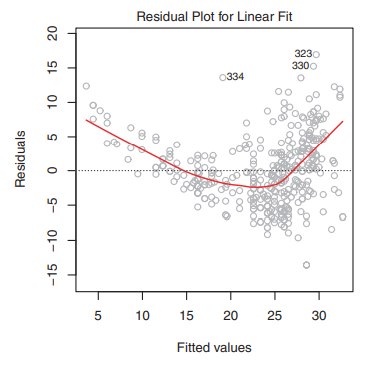 Residual Plot for Linear Fit
20
15
10
5
0
−5
−10
−15
Residuals
323
330
334
5 10 15 20 25 30
Fitted values